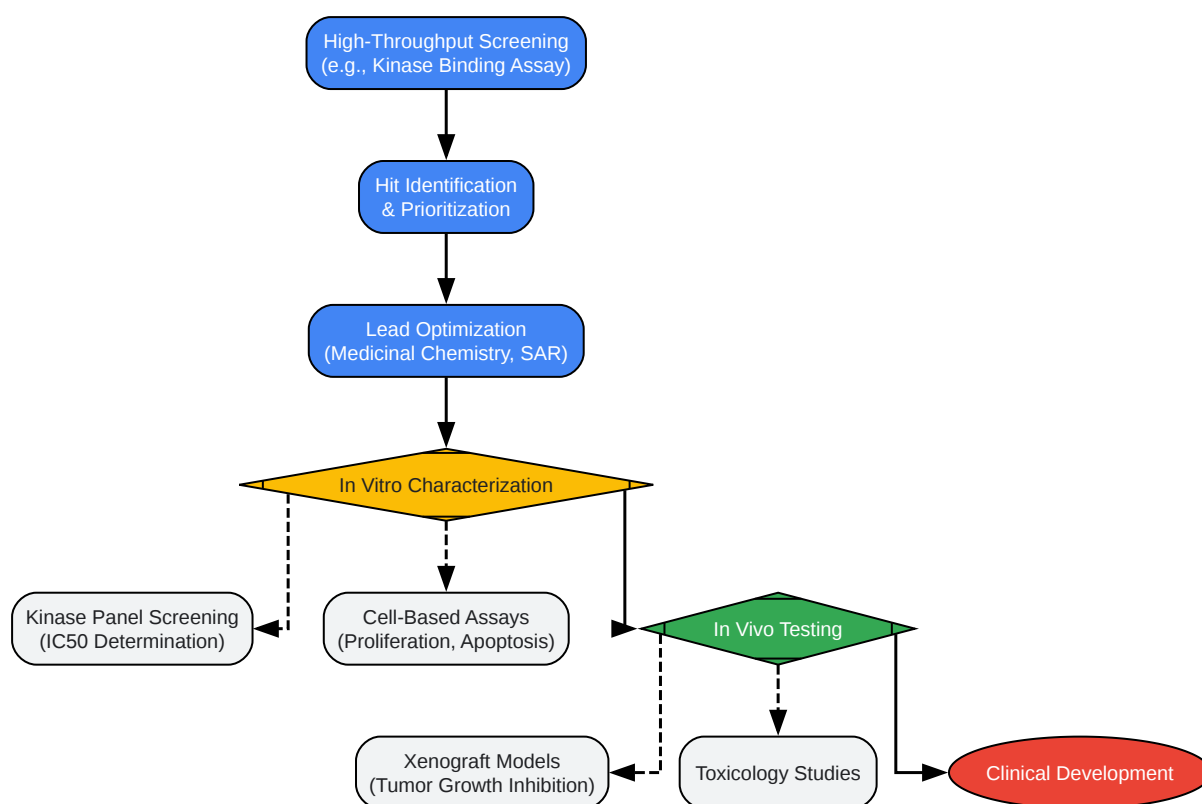 High-Throughput Screening
(e.g., Kinase Binding Assay)
Hit Identification
& Prioritization
Lead Optimization
(Medicinal Chemistry, SAR)
In Vitro Characterization
Kinase Panel Screening
(IC50 Determination)
Cell-Based Assays
(Proliferation, Apoptosis)
In Vivo Testing
Xenograft Models
(Tumor Growth Inhibition)
Toxicology Studies
Clinical Development